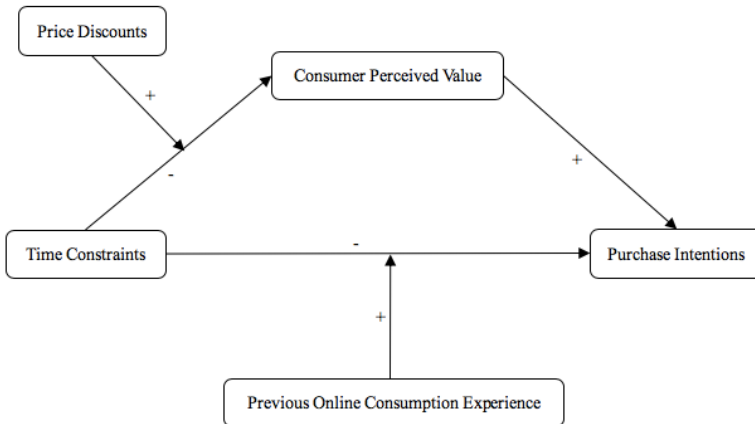 Price Discounts
Consumer Perceived Value
+
-
+
Time Constraints
-
Purchase Intentions
+
Previous Online Consumption Experience